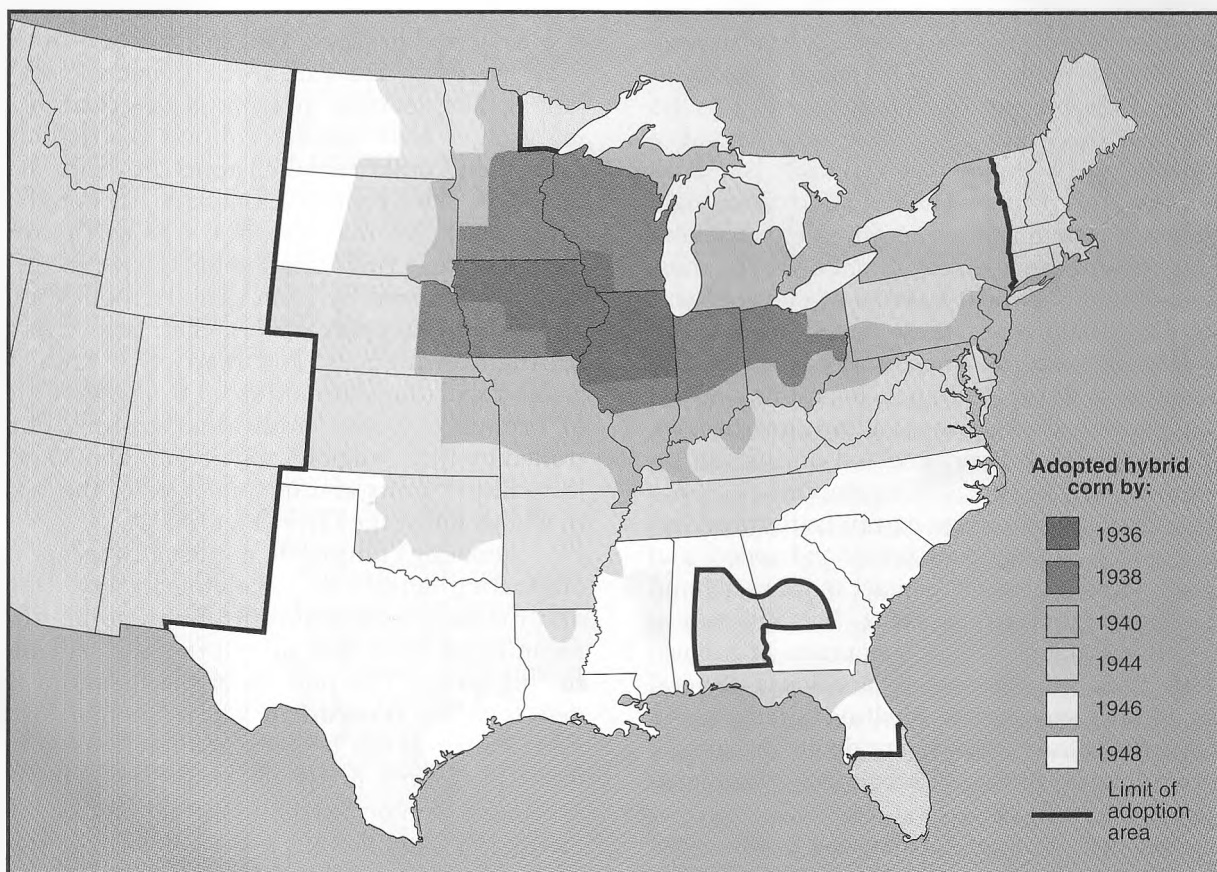 Adopted hybrid
corn by:
1936
1938
1940
1944
1946
1948
Limit of
adoption
area